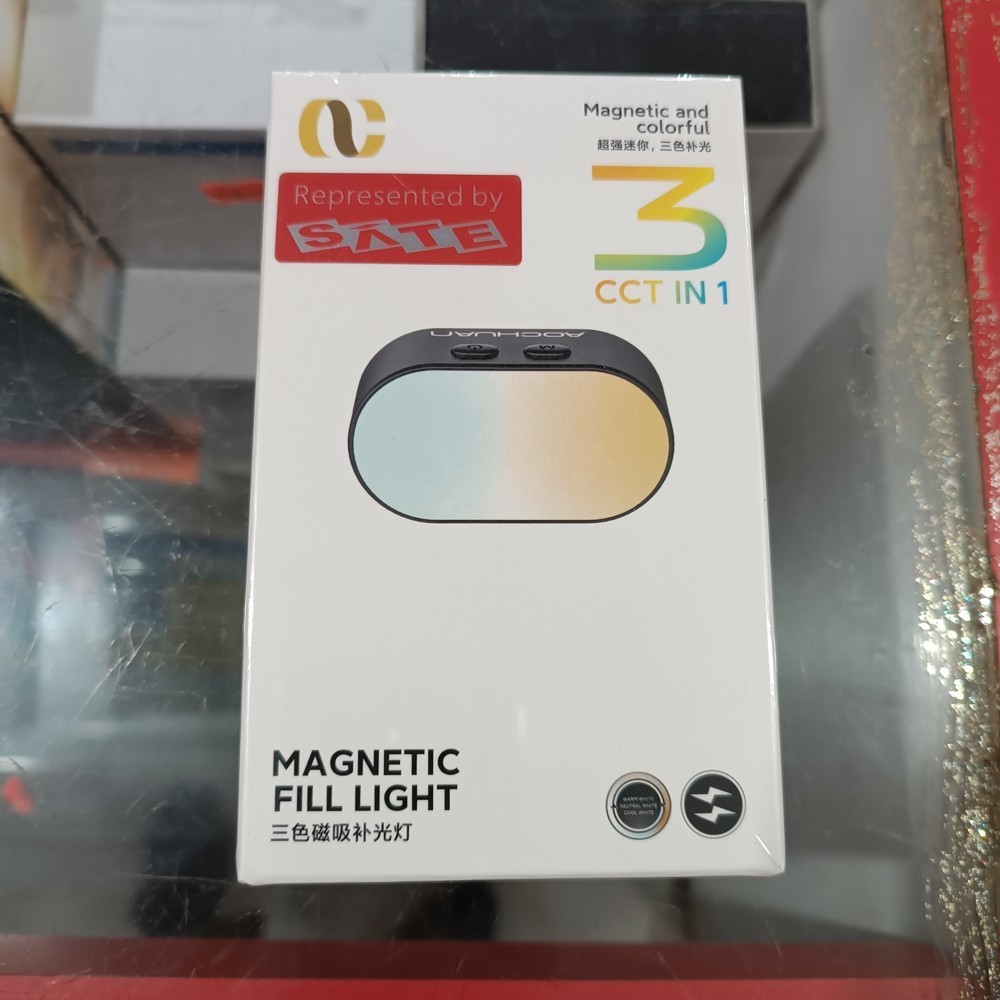 Magnetic and
colorful
超强迷你，三色补光
Represented by
SATE
3
CCT IN 1
AOCHUAN
M
MAGNETIC
FILL LIGHT
三色磁吸补光灯
WARM WHITE
NEUTRAL WHITE
COOL WHITE